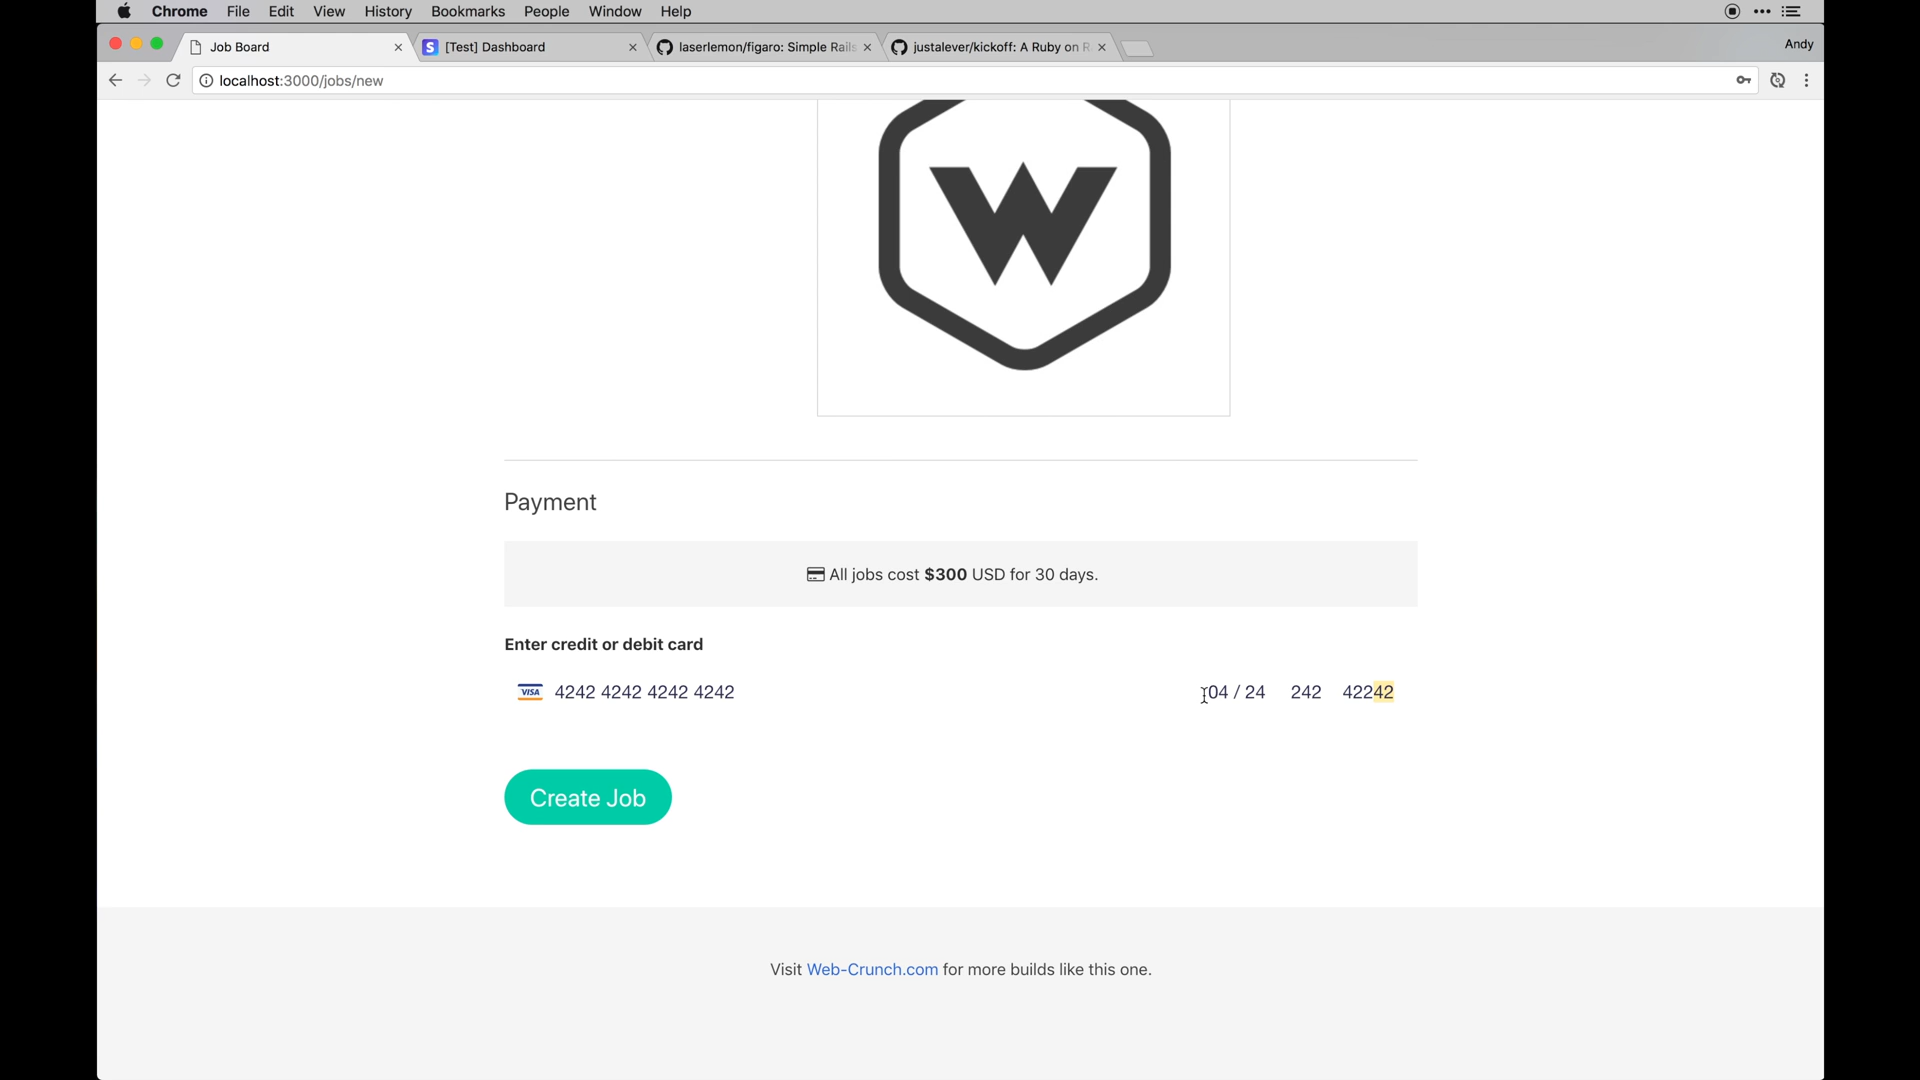 Chrome File Edit View History Bookmarks People Window Help
Job Board [Test] Dashboard laserlemon/figaro: Simple Rails justalever/kickoff: A Ruby on R Andy
localhost:3000/jobs/new
W
Payment
All jobs cost $300 USD for 30 days.
Enter credit or debit card
VISA 4242 4242 4242 4242 04 / 24 242 42242
Create Job
Visit Web-Crunch.com for more builds like this one.